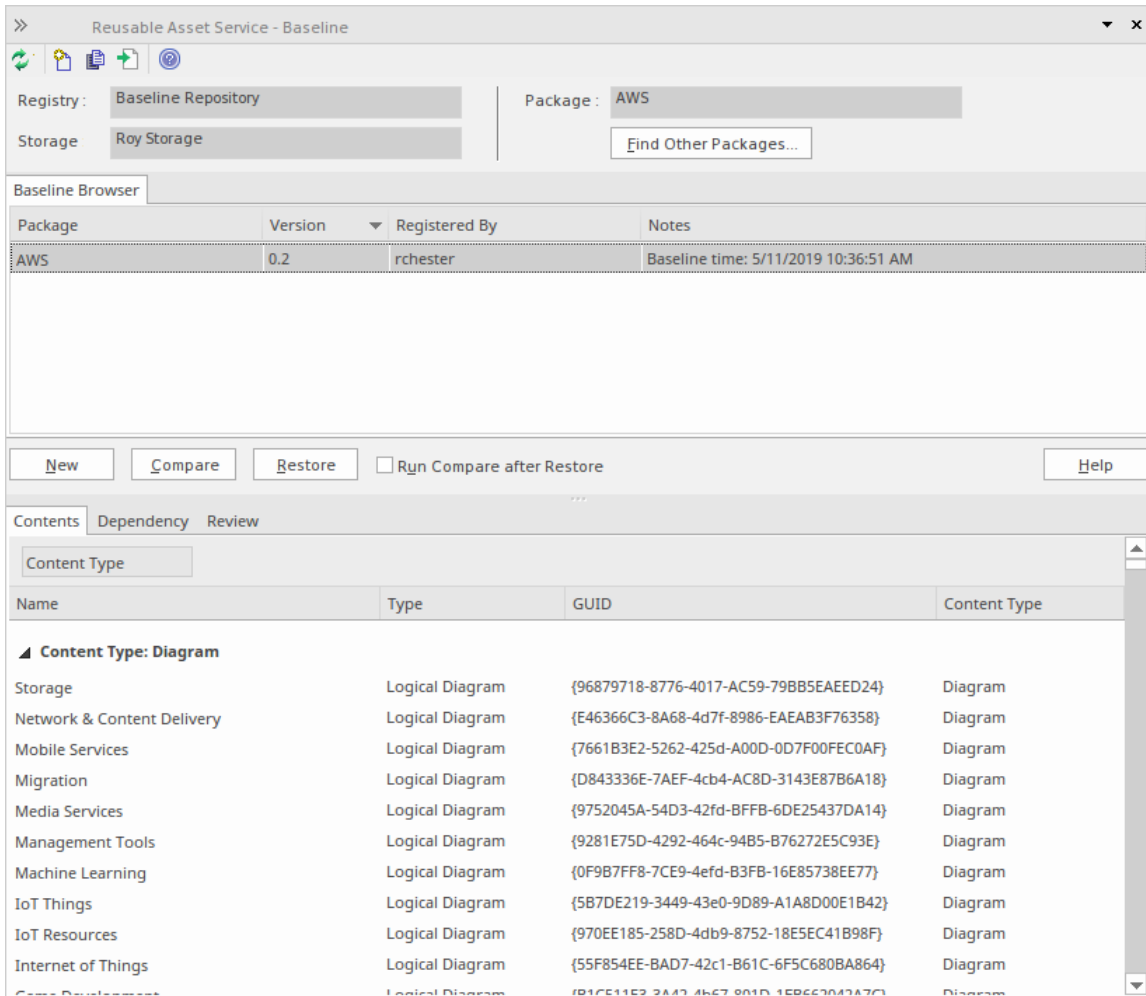 Reusable Asset Service - Baseline
Registry : Baseline Repository Package : AWS
Storage Roy Storage Find Other Packages...
Baseline Browser
Package Version Registered By Notes
AWS 0.2 rchester Baseline time: 5/11/2019 10:36:51 AM
New Compare Restore Run Compare after Restore Help
Contents Dependency Review
Content Type
Name Type GUID Content Type
Content Type: Diagram
Storage Logical Diagram {96879718-8776-4017-AC59-79BB5EAEED24} Diagram
Network & Content Delivery Logical Diagram {E46366C3-8A68-4d7f-8986-EAEAB3F76358} Diagram
Mobile Services Logical Diagram {7661B3E2-5262-425d-A00D-0D7F00FEC0AF} Diagram
Migration Logical Diagram {D843336E-7AEF-4cb4-AC8D-3143E87B6A18} Diagram
Media Services Logical Diagram {9752045A-54D3-42fd-BFFB-6DE25437DA14} Diagram
Management Tools Logical Diagram {9281E75D-4292-464c-94B5-B76272E5C93E} Diagram
Machine Learning Logical Diagram {0F9B7FF8-7CE9-4efd-B3FB-16E85738EE77} Diagram
IoT Things Logical Diagram {5B7DE219-3449-43e0-9D89-A1A8D00E1B42} Diagram
IoT Resources Logical Diagram {970EE185-258D-4db9-8752-18E5EC41B98F} Diagram
Internet of Things Logical Diagram {55F854EE-BAD7-42c1-B61C-6F5C680BA864} Diagram
Game Development Logical Diagram Diagram